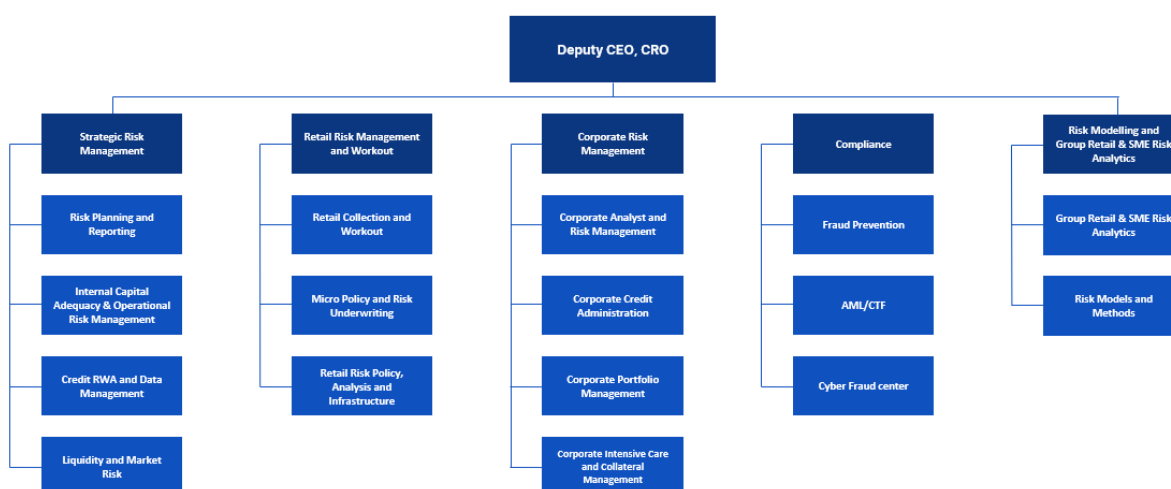 Deputy CEO, CRO
Strategic Risk
Management
Retail Risk Management
and Workout
Corporate Risk
Management
Compliance
Risk Modelling and
Group Retail & SME Risk
Analytics
Risk Planning and
Reporting
Retail Collection and
Workout
Corporate Analyst and
Risk Management
Fraud Prevention
Group Retail & SME Risk
Analytics
Internal Capital
Adequacy & Operational
Risk Management
Micro Policy and Risk
Underwriting
Corporate Credit
Administration
AML/CTF
Risk Models and
Methods
Credit RWA and Data
Management
Retail Risk Policy,
Analysis and
Infrastructure
Corporate Portfolio
Management
Cyber Fraud center
Liquidity and Market
Risk
Corporate Intensive Care
and Collateral
Management